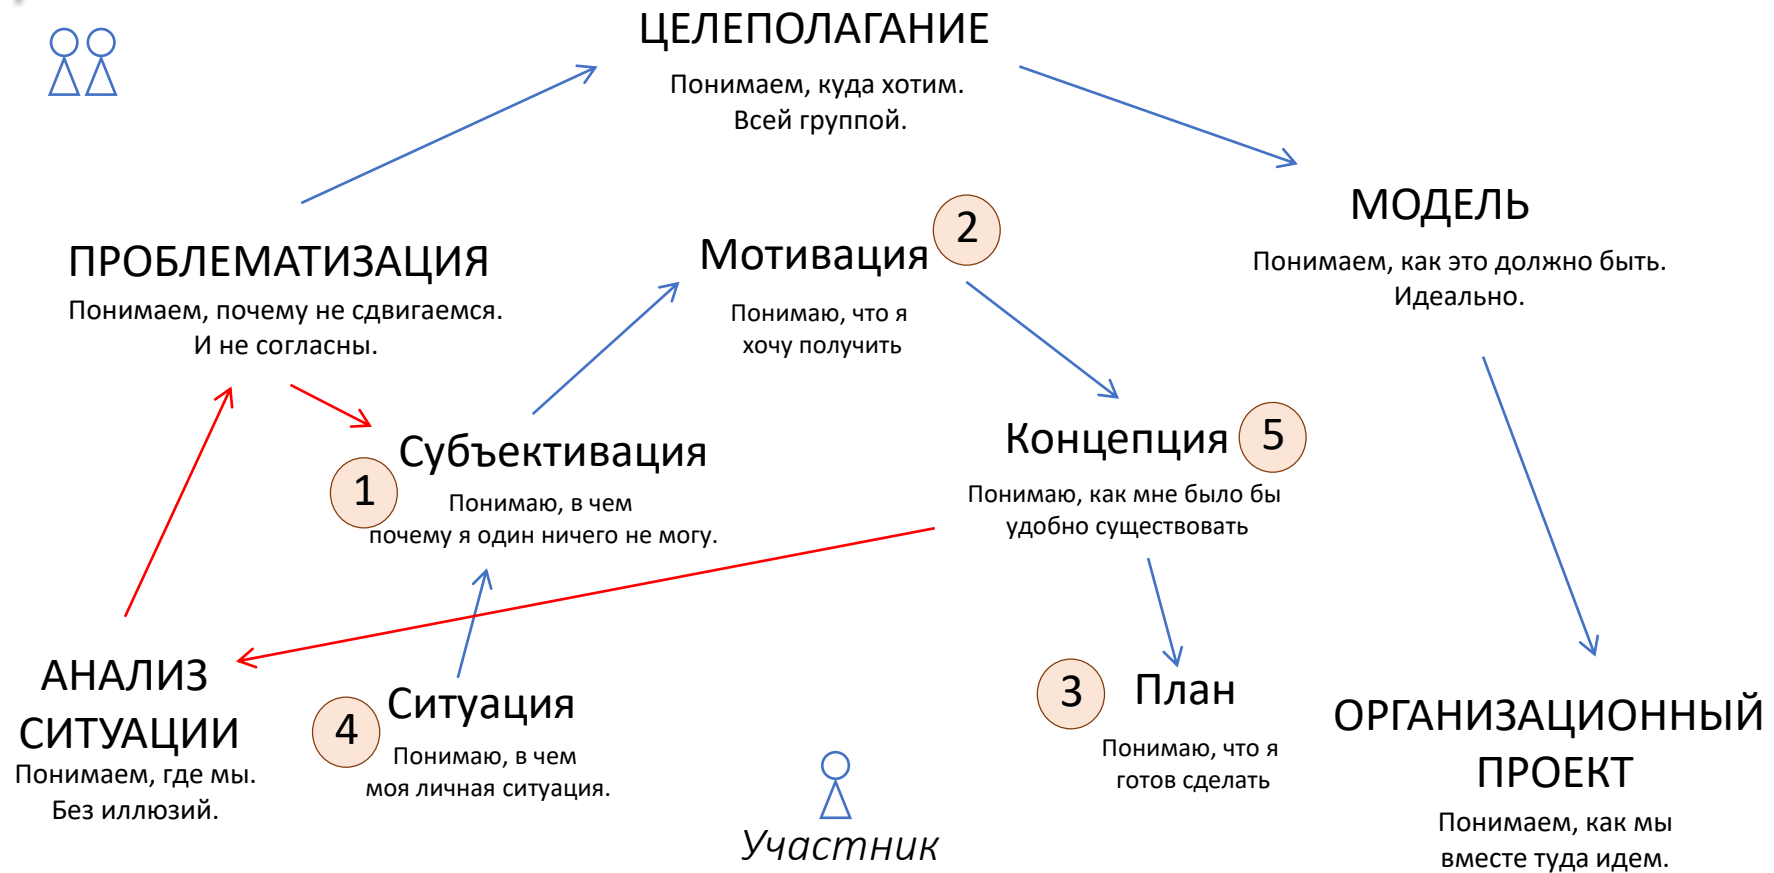 ЦЕЛЕПОЛАГАНИЕ
Понимаем, куда хотим.
Всей группой.
МОДЕЛЬ
Понимаем, как это должно быть.
Идеально.
ПРОБЛЕМАТИЗАЦИЯ
Понимаем, почему не сдвигаемся.
И не согласны.
Мотивация
2
Понимаю, что я
хочу получить
Субъективация
1
Понимаю, в чем
почему я один ничего не могу.
Концепция
5
Понимаю, как мне было бы
удобно существовать
АНАЛИЗ
СИТУАЦИИ
Понимаем, где мы.
Без иллюзий.
4
Ситуация
Понимаю, в чем
моя личная ситуация.
Участник
3
План
Понимаю, что я
готов сделать
ОРГАНИЗАЦИОННЫЙ
ПРОЕКТ
Понимаем, как мы
вместе туда идем.